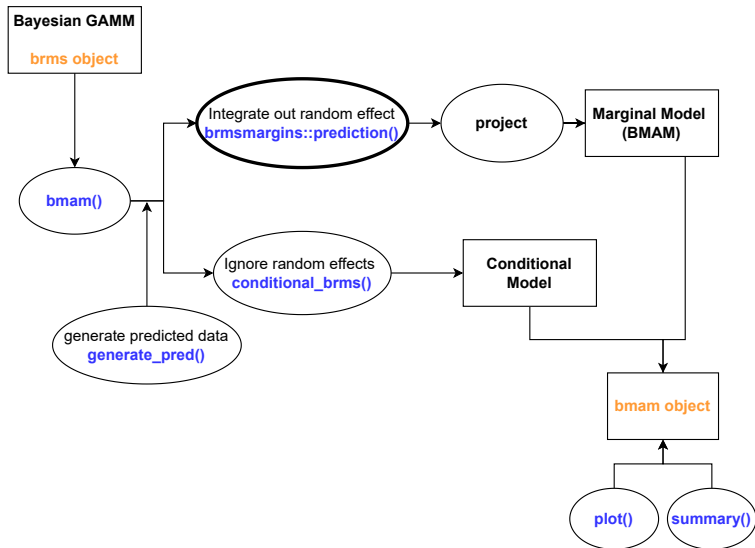 Bayesian GAMM
brms object
Integrate out random effect
brmsmargins::prediction()
project
Marginal Model
(BMAM)
bmam()
Ignore random effects
conditional_brms()
Conditional
Model
generate predicted data
generate_pred()
bmam object
plot()
summary()